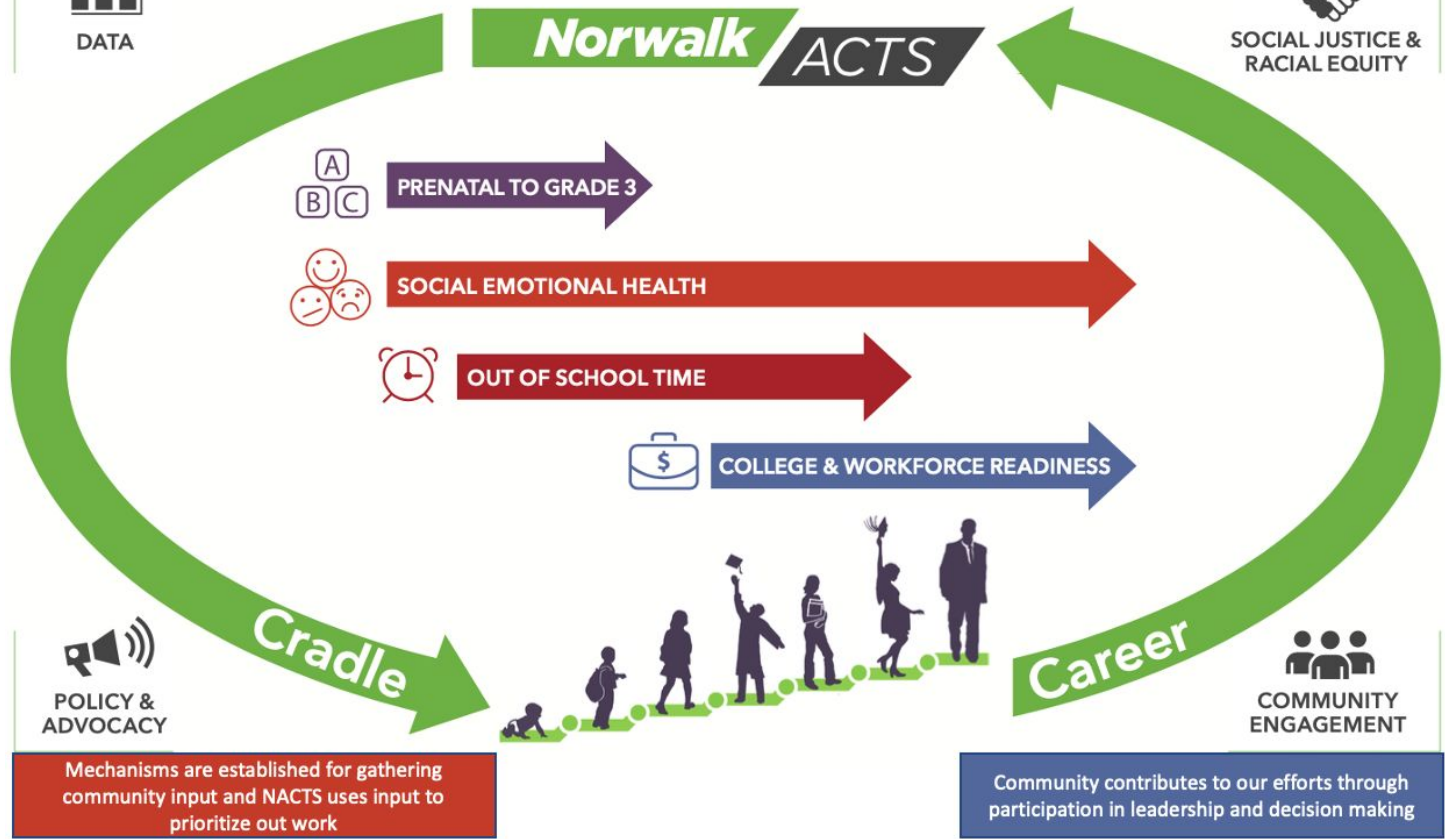 DATA
Norwalk ACTS
SOCIAL JUSTICE &
RACIAL EQUITY
A
B C
PRENATAL TO GRADE 3
SOCIAL EMOTIONAL HEALTH
OUT OF SCHOOL TIME
$
COLLEGE & WORKFORCE READINESS
Cradle
Career
POLICY &
ADVOCACY
COMMUNITY
ENGAGEMENT
Mechanisms are established for gathering
community input and NACTS uses input to
prioritize out work
Community contributes to our efforts through
participation in leadership and decision making